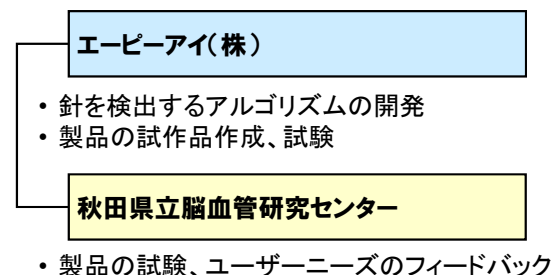 エーピーアイ(株)
• 針を検出するアルゴリズムの開発
• 製品の試作品作成、試験
秋田県立脳血管研究センター
• 製品の試験、ユーザーニーズのフィードバック